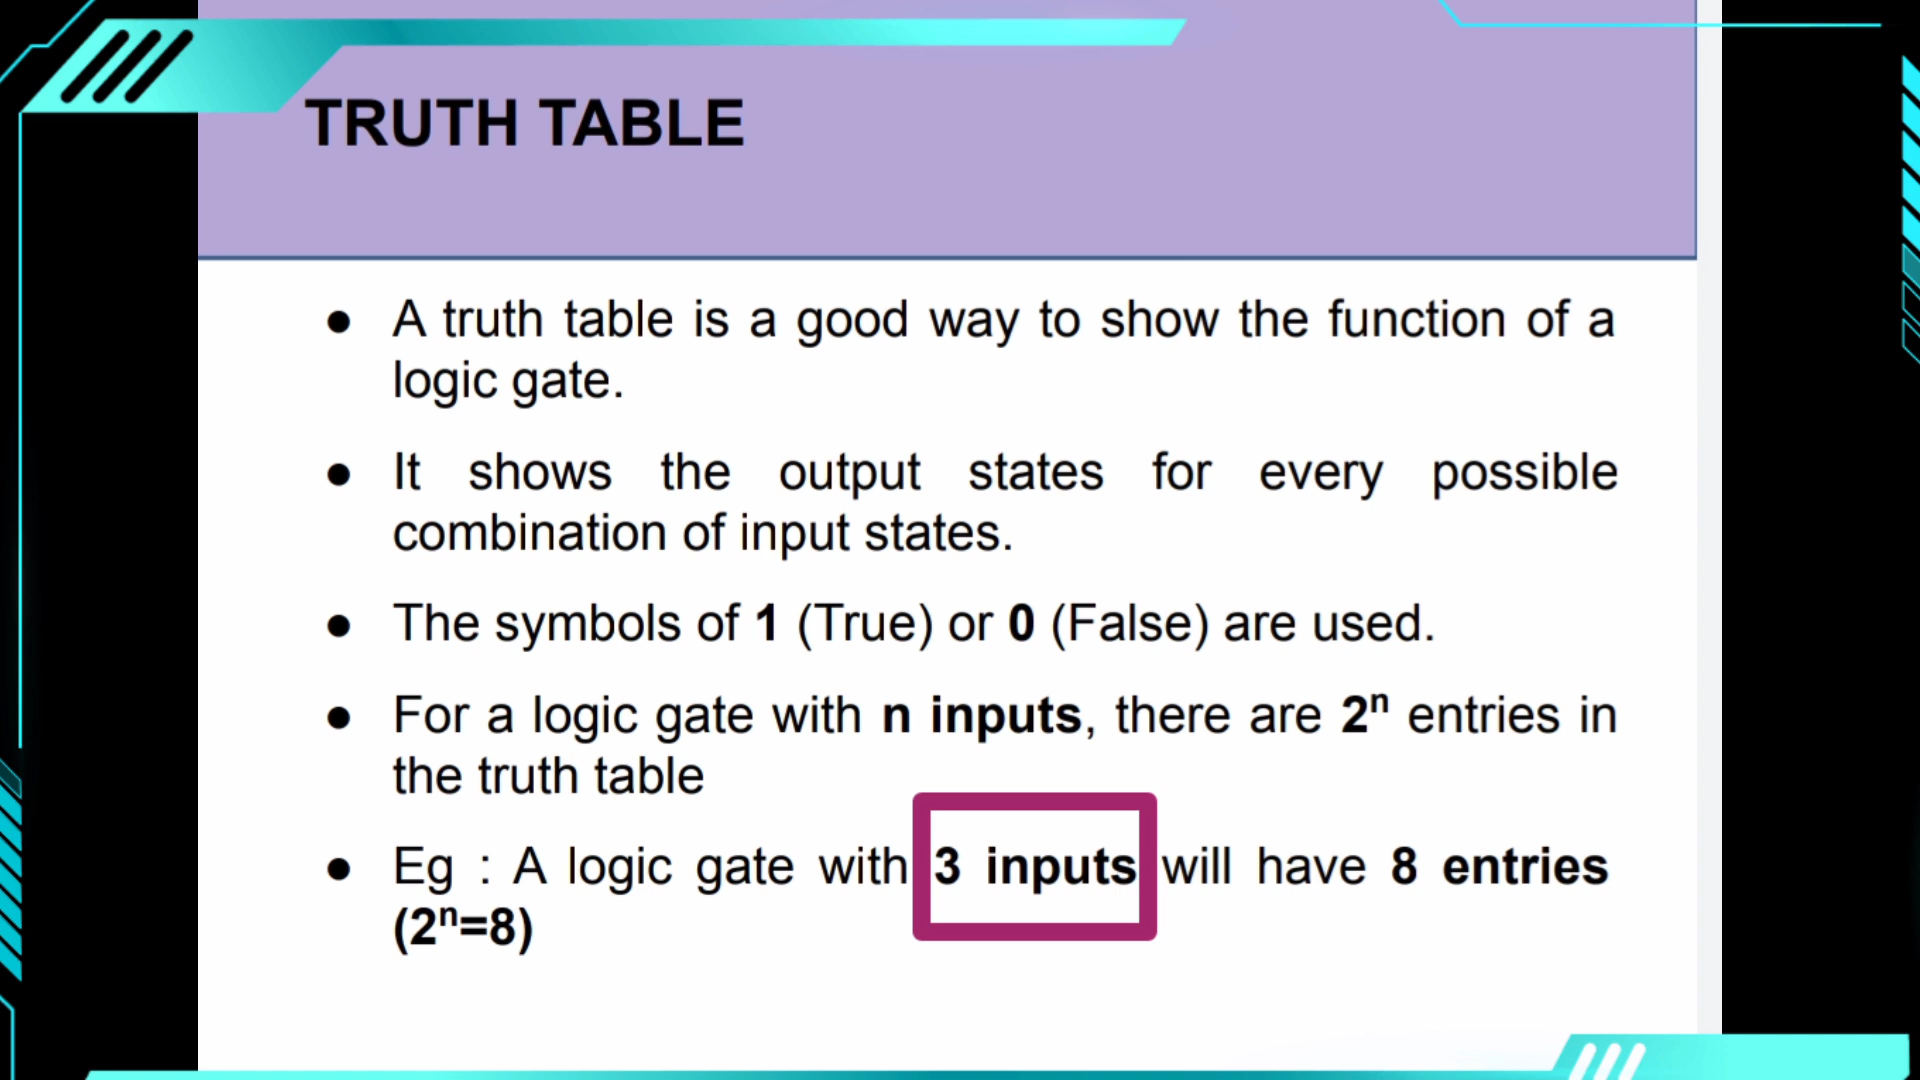 TRUTH TABLE
● A truth table is a good way to show the function of a
logic gate.
● It shows the output states for every possible
combination of input states.
● The symbols of 1 (True) or 0 (False) are used.
● For a logic gate with n inputs, there are 2ⁿ entries in
the truth table
● Eg : A logic gate with 3 inputs will have 8 entries
(2ⁿ=8)